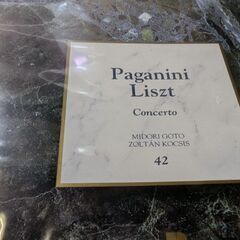 Paganini
Liszt
Concerto
MIDORI GOTO
ZOLTÁN KOCSIS
42